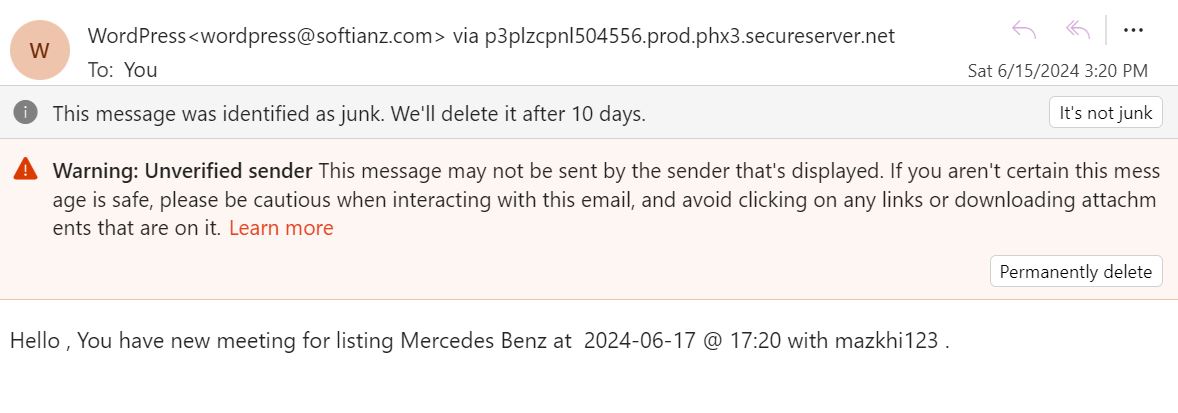 W
WordPress<wordpress@softianz.com> via p3plzcpnl504556.prod.phx3.secureserver.net
To: You
Sat 6/15/2024 3:20 PM
This message was identified as junk. We'll delete it after 10 days.
It's not junk
Warning: Unverified sender This message may not be sent by the sender that's displayed. If you aren't certain this mess
age is safe, please be cautious when interacting with this email, and avoid clicking on any links or downloading attachm
ents that are on it. Learn more
Permanently delete
Hello , You have new meeting for listing Mercedes Benz at  2024-06-17 @ 17:20 with mazkhi123 .